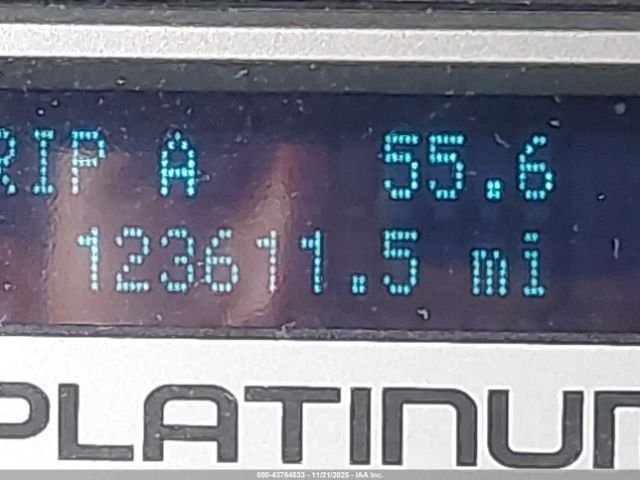 RIP A 55.6
123611.5 mi
PLATINUM
000-43764533 - 11/21/2025 - IAA Inc.